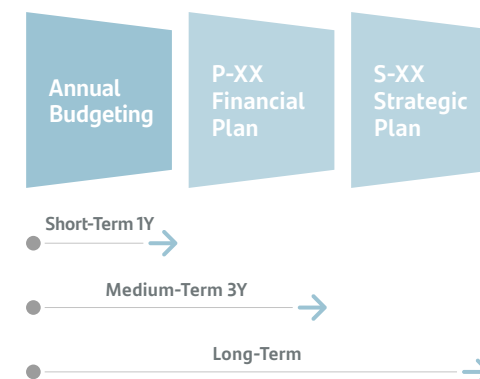 Annual
Budgeting
P-XX
Financial
Plan
S-XX
Strategic
Plan
Short-Term 1Y
Medium-Term 3Y
Long-Term